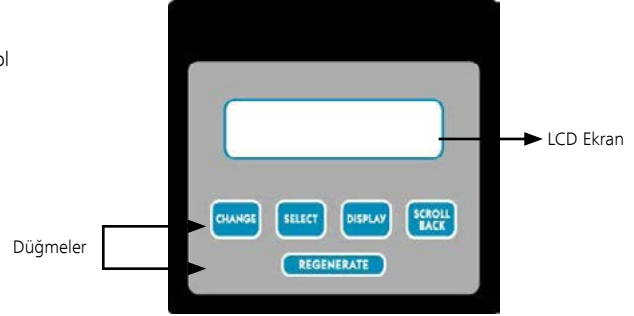 ol
LCD Ekran
CHANGE
SELECT
DISPLAY
SCROLL
BACK
Düğmeler
REGENERATE